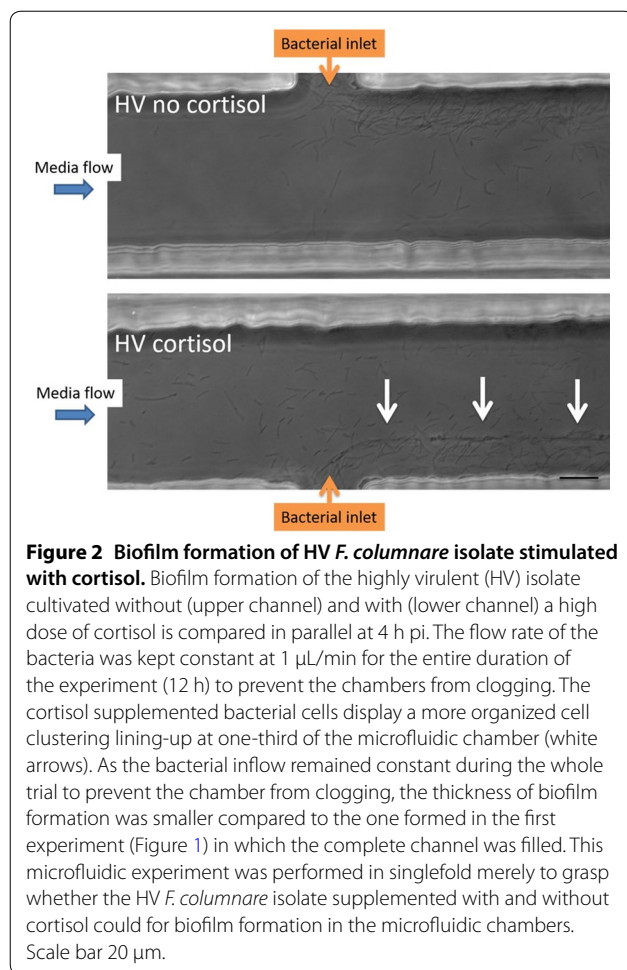 Bacterial inlet
HV no cortisol
Media flow
HV cortisol
Media flow
Bacterial inlet
Figure 2 Biofilm formation of HV F. columnare isolate stimulated
with cortisol. Biofilm formation of the highly virulent (HV) isolate
cultivated without (upper channel) and with (lower channel) a high
dose of cortisol is compared in parallel at 4 h pi. The flow rate of the
bacteria was kept constant at 1 µL/min for the entire duration of
the experiment (12 h) to prevent the chambers from clogging. The
cortisol supplemented bacterial cells display a more organized cell
clustering lining-up at one-third of the microfluidic chamber (white
arrows). As the bacterial inflow remained constant during the whole
trial to prevent the chamber from clogging, the thickness of biofilm
formation was smaller compared to the one formed in the first
experiment (Figure 1) in which the complete channel was filled. This
microfluidic experiment was performed in singlefold merely to grasp
whether the HV F. columnare isolate supplemented with and without
cortisol could for biofilm formation in the microfluidic chambers.
Scale bar 20 µm.